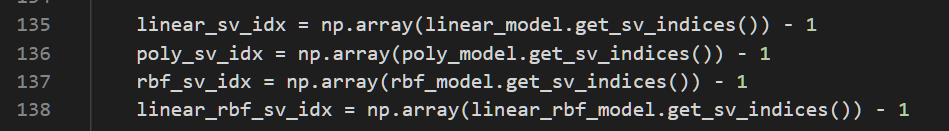 135 linear_sv_idx = np.array(linear_model.get_sv_indices()) - 1
136 poly_sv_idx = np.array(poly_model.get_sv_indices()) - 1
137 rbf_sv_idx = np.array(rbf_model.get_sv_indices()) - 1
138 linear_rbf_sv_idx = np.array(linear_rbf_model.get_sv_indices()) - 1